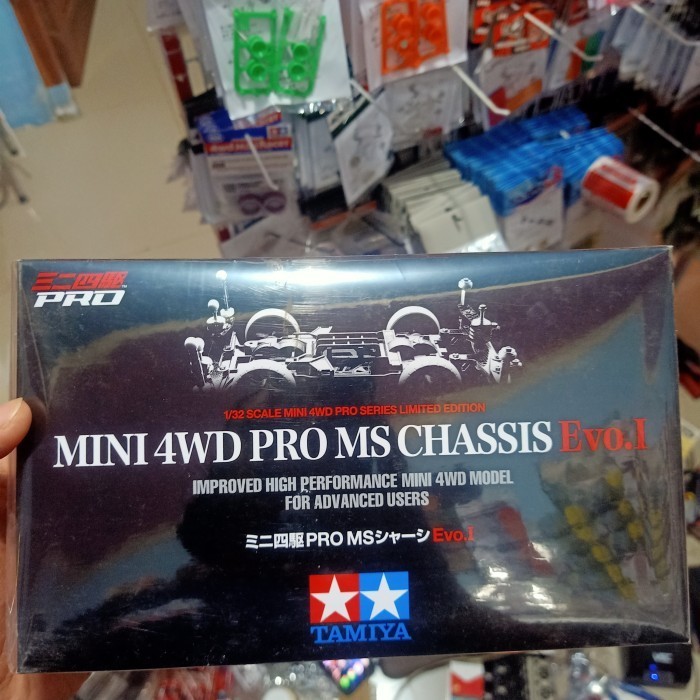 ミニ四駆
PRO
1/32 SCALE MINI 4WD PRO SERIES LIMITED EDITION
MINI 4WD PRO MS CHASSIS Evo.I
IMPROVED HIGH PERFORMANCE MINI 4WD MODEL
FOR ADVANCED USERS
ミニ四駆PRO MSシャーシ Evo.I
TAMIYA